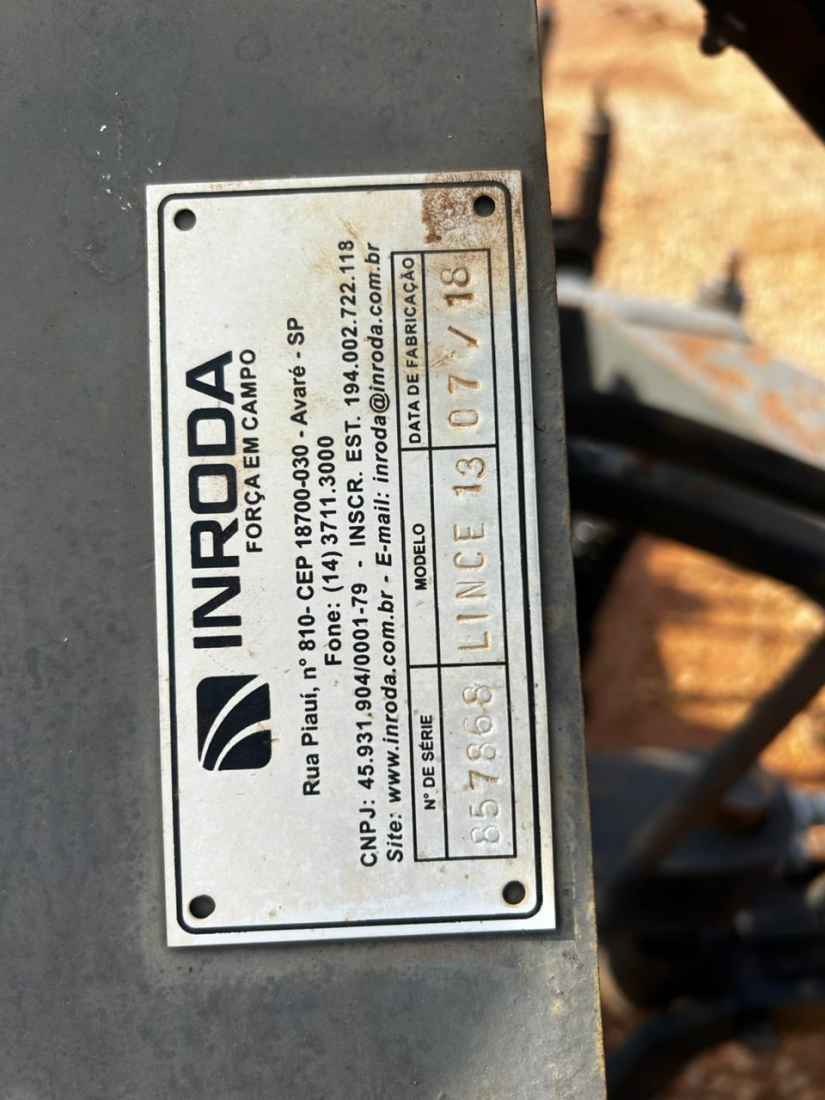 INRODA
FORÇA EM CAMPO
Rua Piauí, n° 810- CEP 18700-030 - Avaré - SP
Fone: (14) 3711.3000
CNPJ: 45.931.904/0001-79 - INSCR. EST. 194.002.722.118
Site: www.inroda.com.br - E-mail: inroda@inroda.com.br
N° DE SÉRIE MODELO DATA DE FABRICAÇÃO
857868 LINCE 13 07 / 18